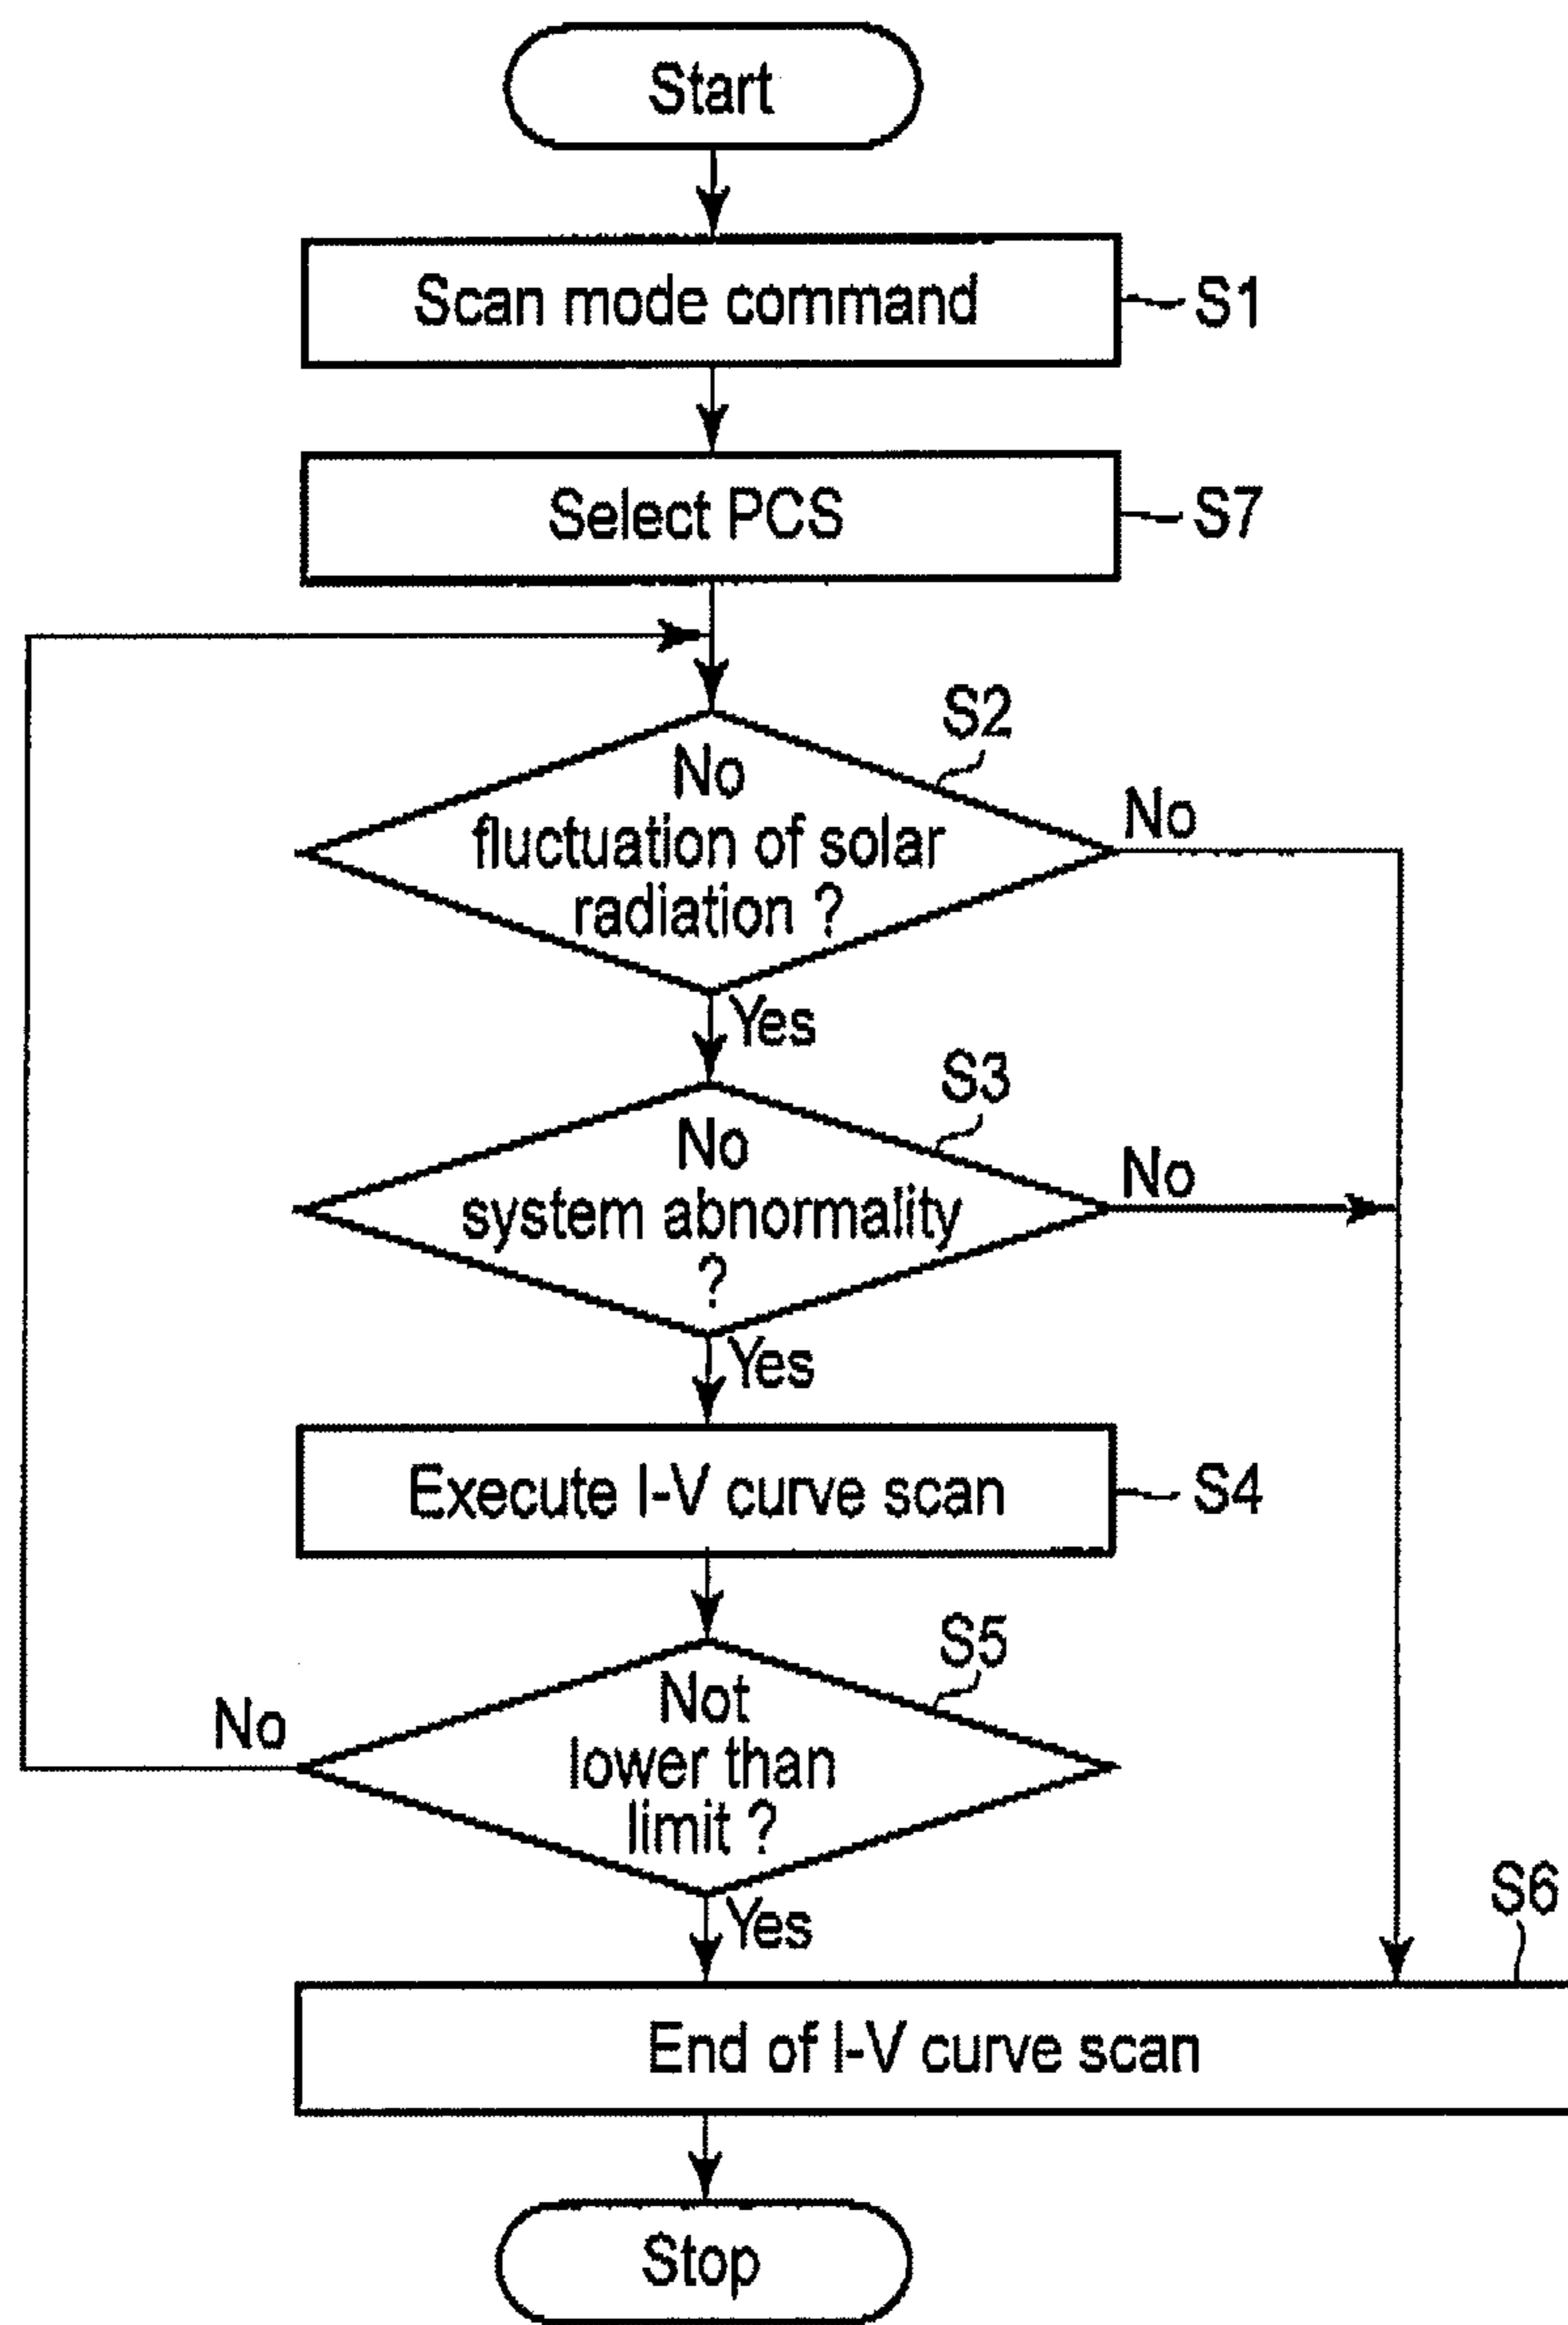 Start
Scan mode command
S1
Select PCS
S7
S2
No
fluctuation of solar
radiation ?
No
Yes
S3
No
system abnormality
?
No
Yes
Execute I-V curve scan
S4
S5
Not
lower than
limit ?
No
Yes
S6
End of I-V curve scan
Stop